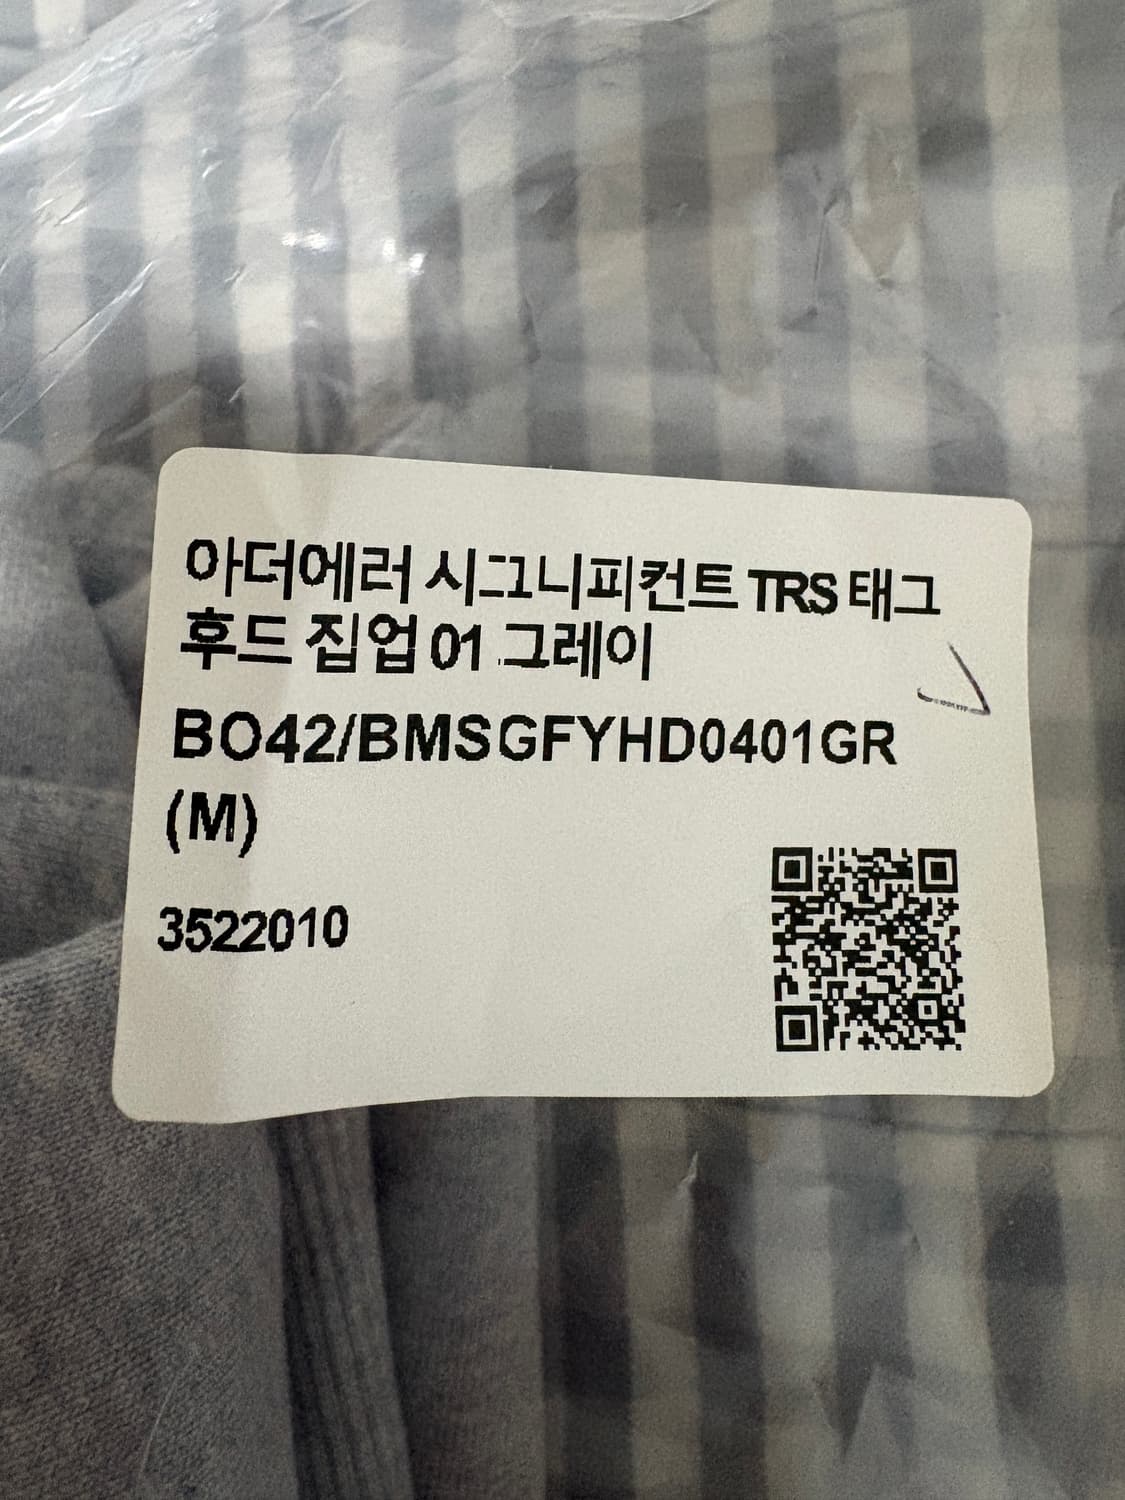 아더에러 시그니피컨트 TRS 태그
후드 집업 01 그레이
BO42/BMSGFYHD0401GR
(M)
3522010